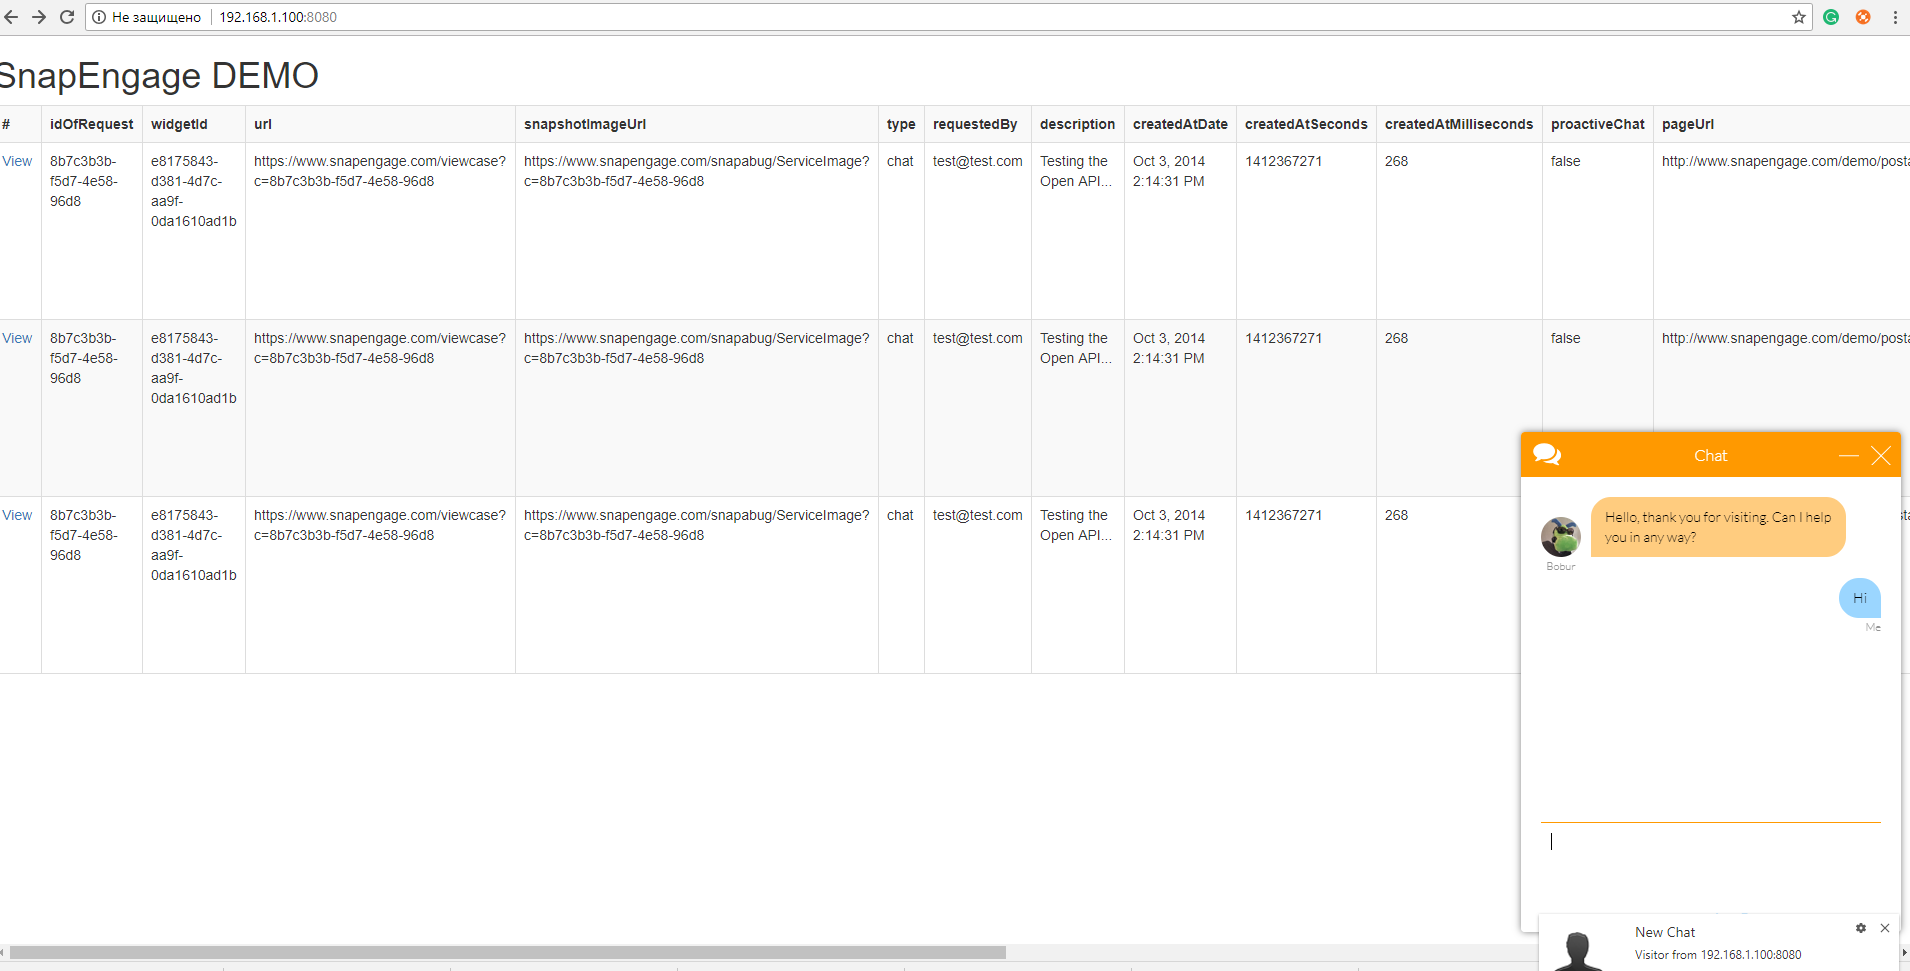 Не защищено 192.168.1.100:8080
SnapEngage DEMO
# idOfRequest widgetId url snapshotImageUrl type requestedBy description createdAtDate createdAtSeconds createdAtMilliseconds proactiveChat pageUrl
View 8b7c3b3b- e8175843- https://www.snapengage.com/viewcase? https://www.snapengage.com/snapabug/ServiceImage? chat test@test.com Testing the Oct 3, 2014 1412367271 268 false http://www.snapengage.com/demo/posta
f5d7-4e58- d381-4d7c- c=8b7c3b3b-f5d7-4e58-96d8 c=8b7c3b3b-f5d7-4e58-96d8 Open API... 2:14:31 PM
96d8 aa9f-
0da1610ad1b
View 8b7c3b3b- e8175843- https://www.snapengage.com/viewcase? https://www.snapengage.com/snapabug/ServiceImage? chat test@test.com Testing the Oct 3, 2014 1412367271 268 false http://www.snapengage.com/demo/posta
f5d7-4e58- d381-4d7c- c=8b7c3b3b-f5d7-4e58-96d8 c=8b7c3b3b-f5d7-4e58-96d8 Open API... 2:14:31 PM
96d8 aa9f-
0da1610ad1b
View 8b7c3b3b- e8175843- https://www.snapengage.com/viewcase? https://www.snapengage.com/snapabug/ServiceImage? chat test@test.com Testing the Oct 3, 2014 1412367271 268
f5d7-4e58- d381-4d7c- c=8b7c3b3b-f5d7-4e58-96d8 c=8b7c3b3b-f5d7-4e58-96d8 Open API... 2:14:31 PM
96d8 aa9f-
0da1610ad1b
Chat
Hello, thank you for visiting. Can I help
you in any way?
Bobur
Hi
Me
New Chat
Visitor from 192.168.1.100:8080